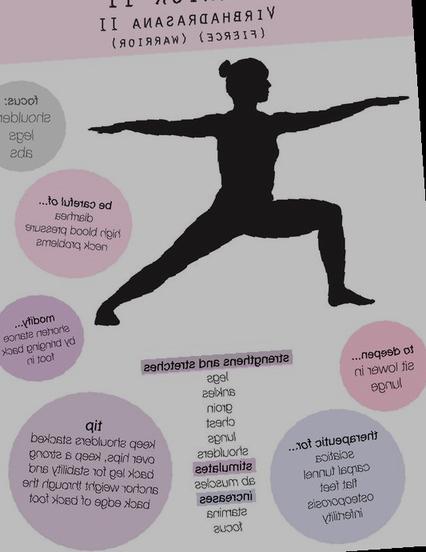 II
VIRBHADRASANA II
(FIERCE) (WARRIOR)
focus:
shoulder
legs
abs
be careful of...
diarrhea
high blood pressure
neck problems
modify...
shorten stance
by bringing back
foot in
to deepen...
sit lower in
lunge
strengthens and stretches
legs
ankles
groin
chest
lungs
shoulders
stimulates
abs muscles
increases
stamina
focus
tip
keep shoulders stacked
over hips, keep a strong
back leg for stability and
anchor weight through the
back edge of back foot
therapeutic for...
sciatica
carpal tunnel
flat feet
osteoporosis
infertility